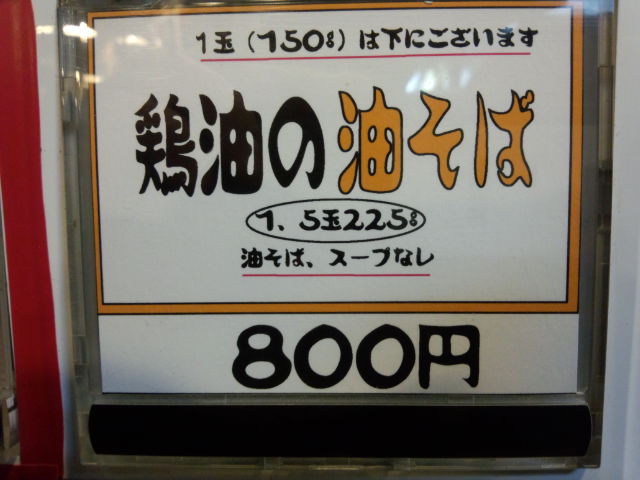 1玉(150g)は下にございます
鶏油の油そば
1、5玉225g
油そば、スープなし
800円